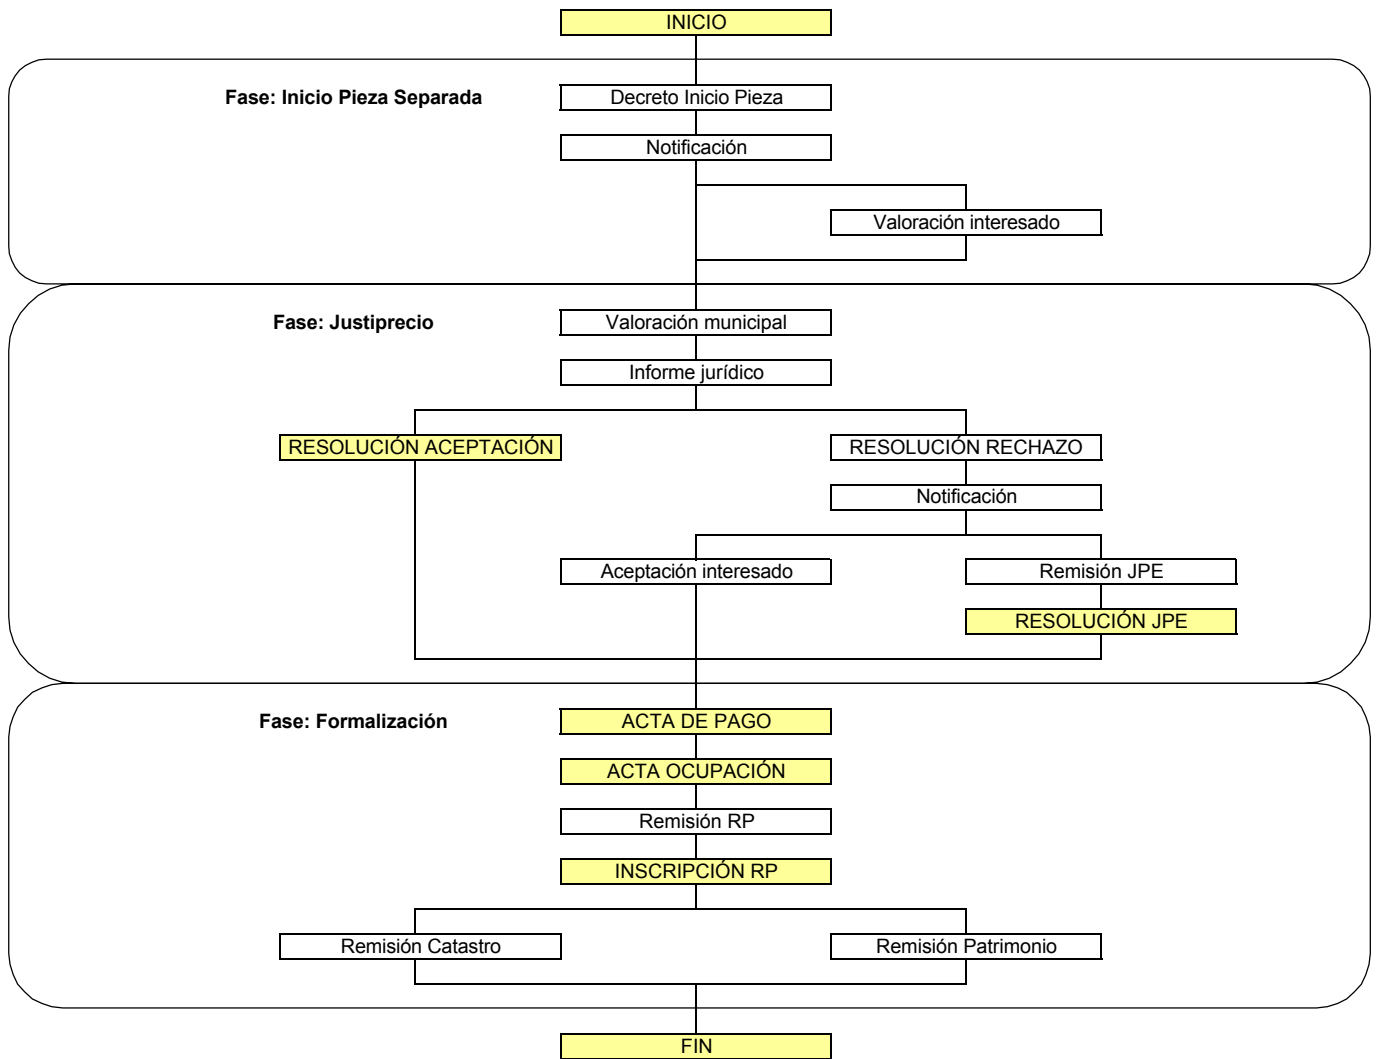 INICIO
Fase: Inicio Pieza Separada
Decreto Inicio Pieza
Notificación
Valoración interesado
Fase: Justiprecio
Valoración municipal
Informe jurídico
RESOLUCIÓN ACEPTACIÓN
RESOLUCIÓN RECHAZO
Notificación
Aceptación interesado
Remisión JPE
RESOLUCIÓN JPE
Fase: Formalización
ACTA DE PAGO
ACTA OCUPACIÓN
Remisión RP
INSCRIPCIÓN RP
Remisión Catastro
Remisión Patrimonio
FIN